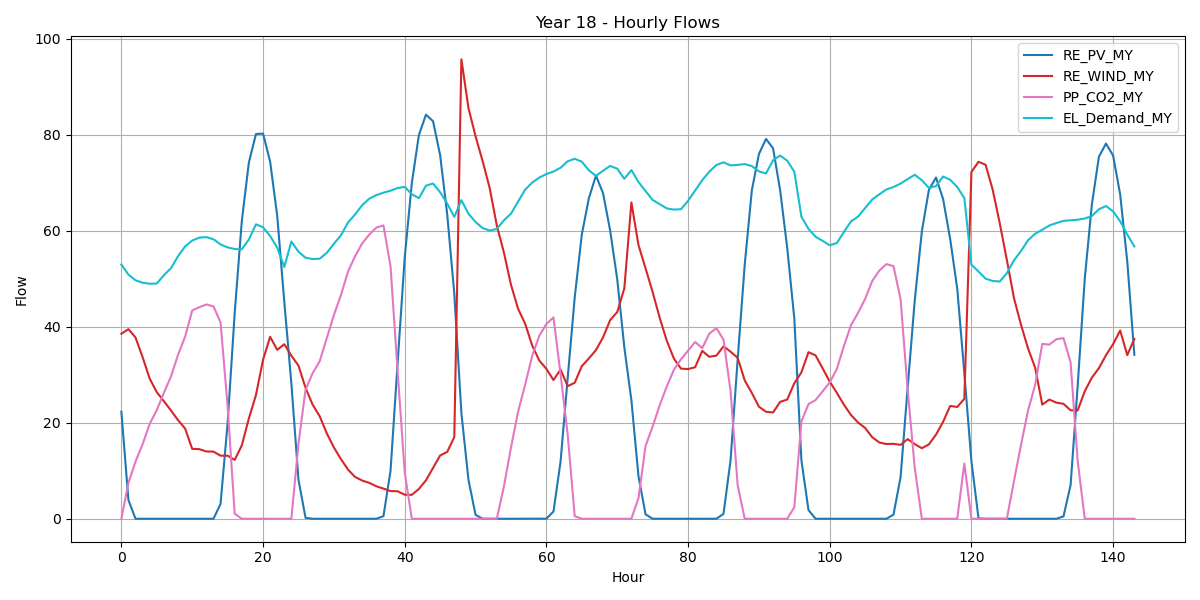 Year 18 - Hourly Flows
100
80
60
40
20
0
Flow
0 20 40 60 80 100 120 140
Hour
RE_PV_MY
RE_WIND_MY
PP_CO2_MY
EL_Demand_MY